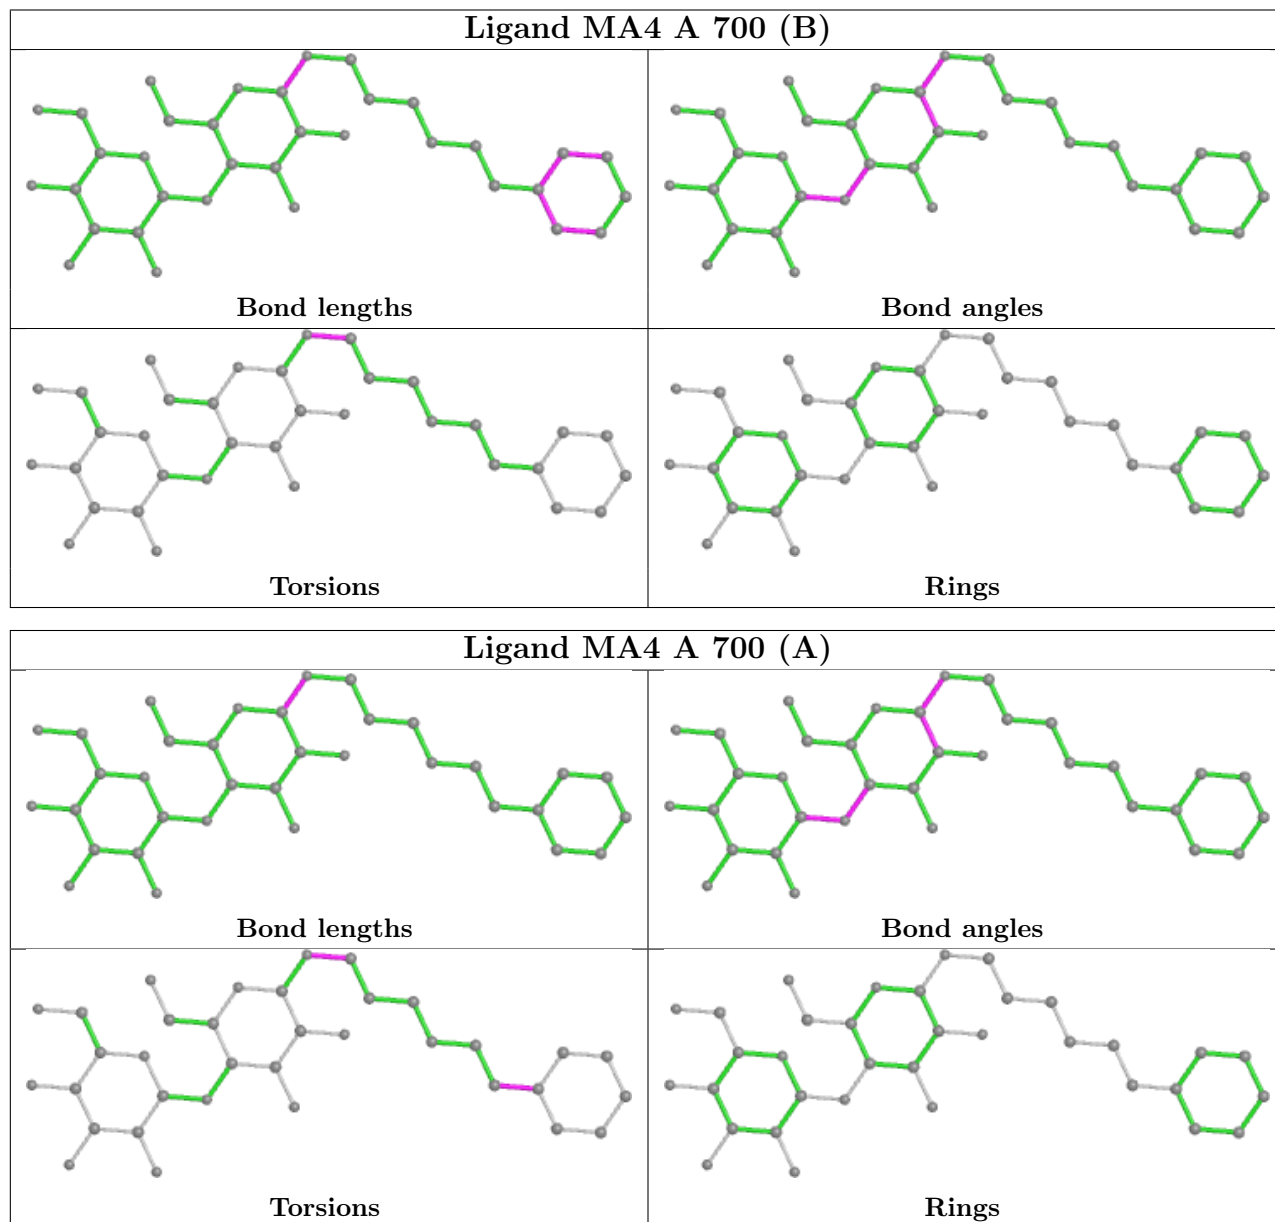 Ligand MA4 A 700 (B)
Bond lengths
Bond angles
Torsions
Rings
Ligand MA4 A 700 (A)
Bond lengths
Bond angles
Torsions
Rings